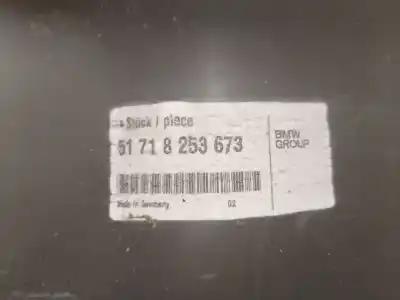 Stück / piece
51 71 8 253 673
BMW
GROUP
Made in Germany 02